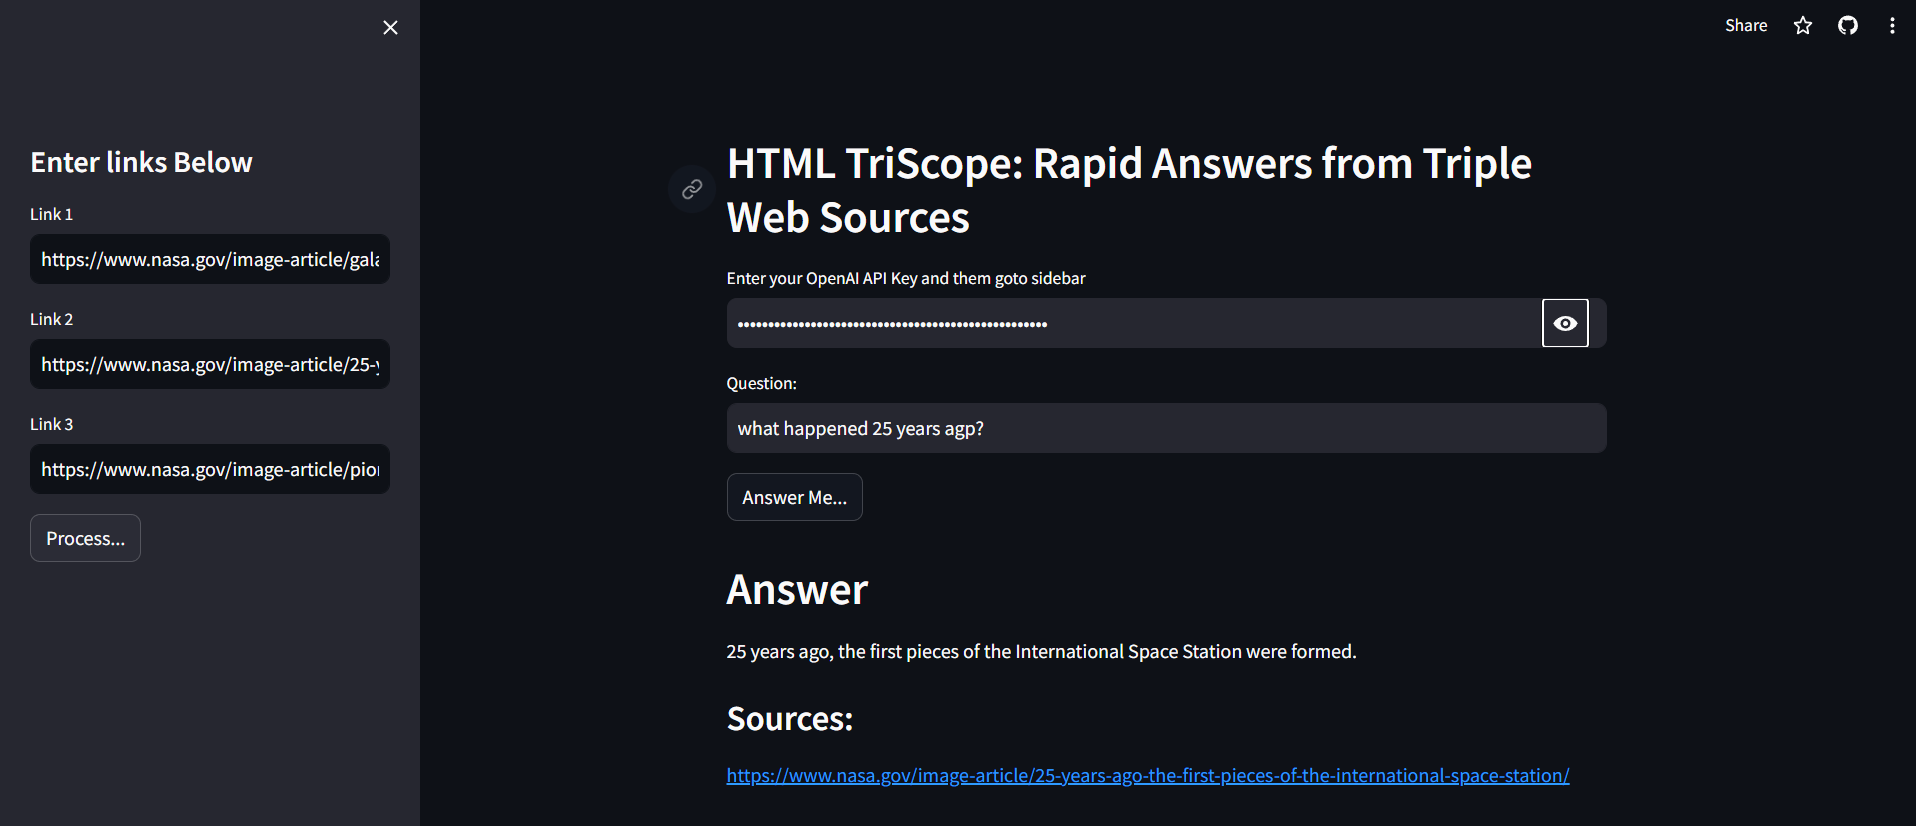 Share
Enter links Below
Link 1
https://www.nasa.gov/image-article/gala
Link 2
https://www.nasa.gov/image-article/25-y
Link 3
https://www.nasa.gov/image-article/pion
Process...
HTML TriScope: Rapid Answers from Triple
Web Sources
Enter your OpenAI API Key and them goto sidebar
Question:
what happened 25 years agp?
Answer Me...
Answer
25 years ago, the first pieces of the International Space Station were formed.
Sources:
https://www.nasa.gov/image-article/25-years-ago-the-first-pieces-of-the-international-space-station/